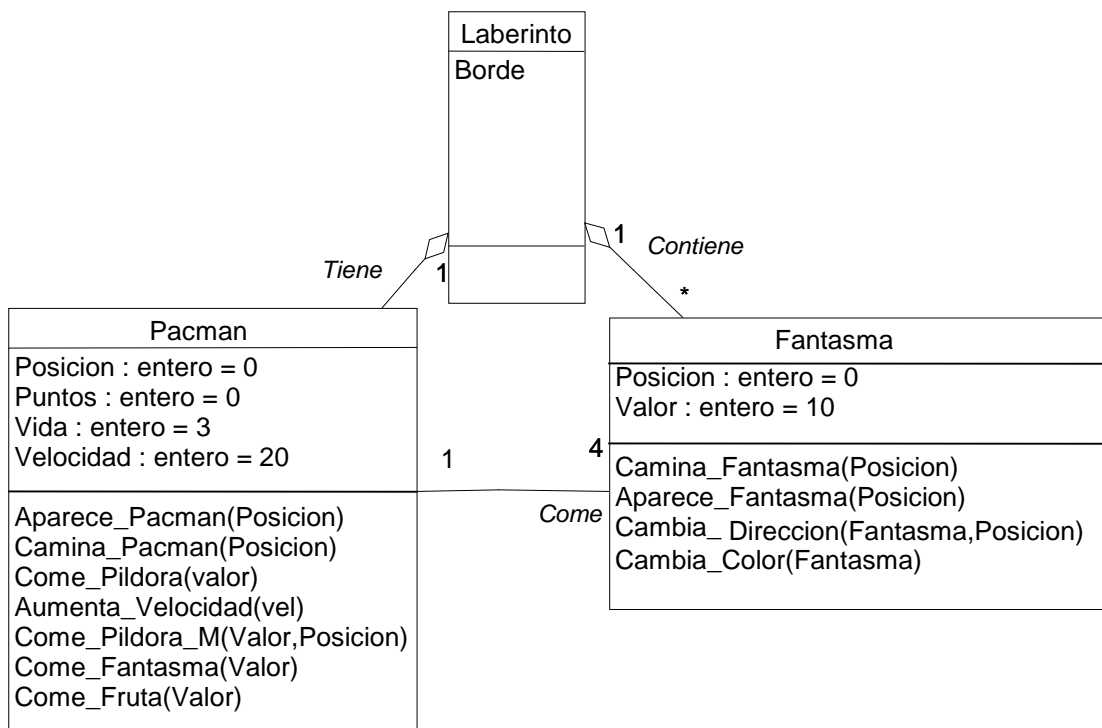 Laberinto
Borde
1
Contiene
Tiene
1
*
Pacman
Posicion : entero = 0
Puntos : entero = 0
Vida : entero = 3
Velocidad : entero = 20
Aparece_Pacman(Posicion)
Camina_Pacman(Posicion)
Come_Pildora(valor)
Aumenta_Velocidad(vel)
Come_Pildora_M(Valor,Posicion)
Come_Fantasma(Valor)
Come_Fruta(Valor)
1
4
Come
Fantasma
Posicion : entero = 0
Valor : entero = 10
Camina_Fantasma(Posicion)
Aparece_Fantasma(Posicion)
Cambia_ Direccion(Fantasma,Posicion)
Cambia_Color(Fantasma)